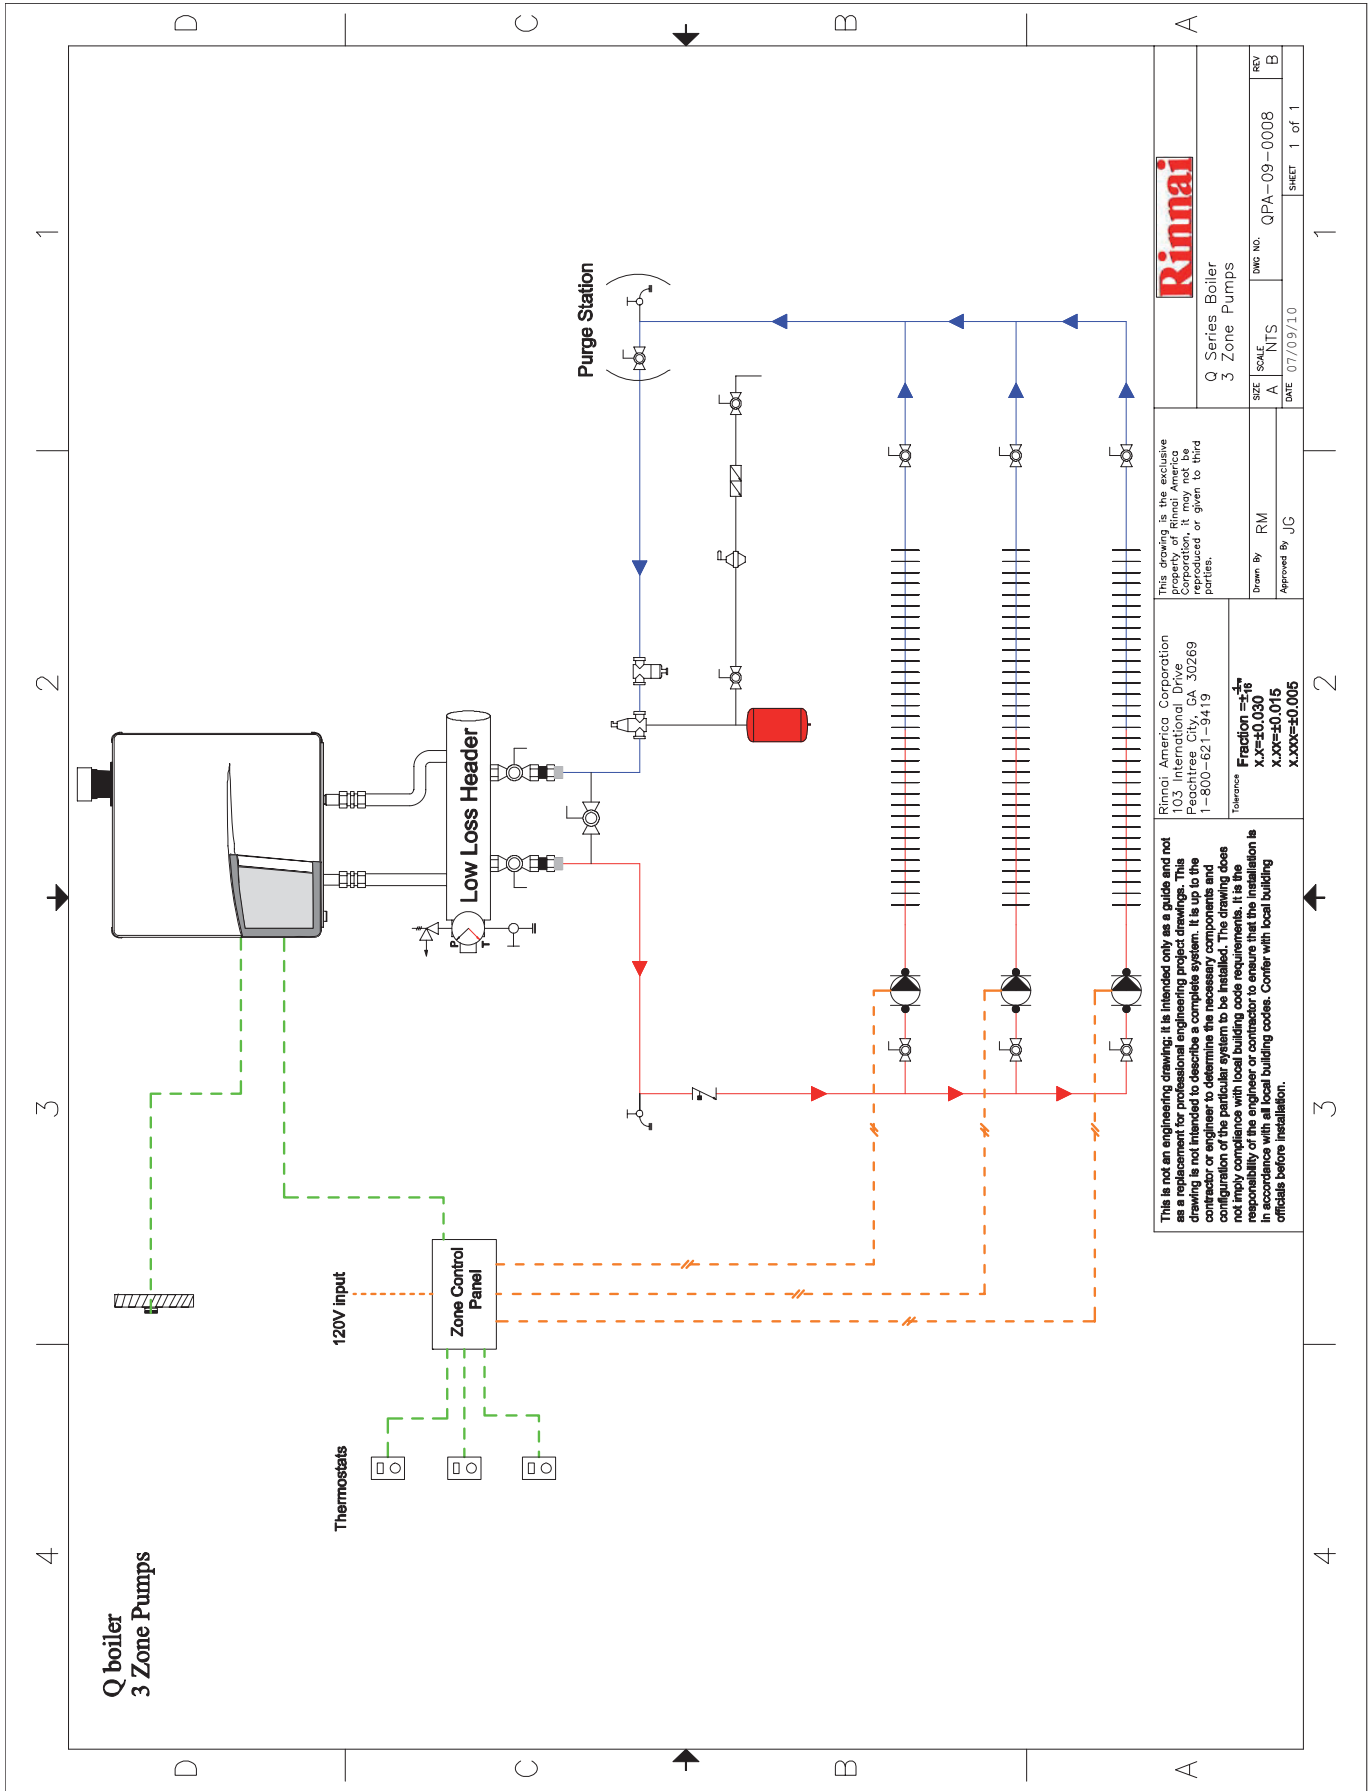 Q boiler
3 Zone Pumps
4
3
2
1
D
C
B
A
Thermostats
120V input
Zone Control
Panel
Low Loss Header
P
T
Purge Station
This is not an engineering drawing; it is intended only as a guide and not
as a replacement for professional engineering project drawings. This
drawing is not intended to describe a complete system. It is up to the
contractor or engineer to determine the necessary components and
configuration of the particular system to be installed. The drawing does
not imply compliance with local building code requirements. It is the
responsibility of the engineer or contractor to ensure that the installation is
in accordance with all local building codes. Confer with local building
officials before installation.
Rinnai America Corporation
103 International Drive
Peachtree City, GA 30269
1-800-621-9419
Tolerance
Fraction =±1/16"
X.X=±0.030
X.XX=±0.015
X.XXX=±0.005
This drawing is the exclusive
property of Rinnai America
Corporation, it may not be
reproduced or given to third
parties.
Drawn By RM
Approved By JG
Rinnai
Q Series Boiler
3 Zone Pumps
SIZE A
SCALE NTS
DWG NO. QPA-09-0008
REV B
DATE 07/09/10
SHEET 1 of 1
D
C
B
A
4
3
2
1